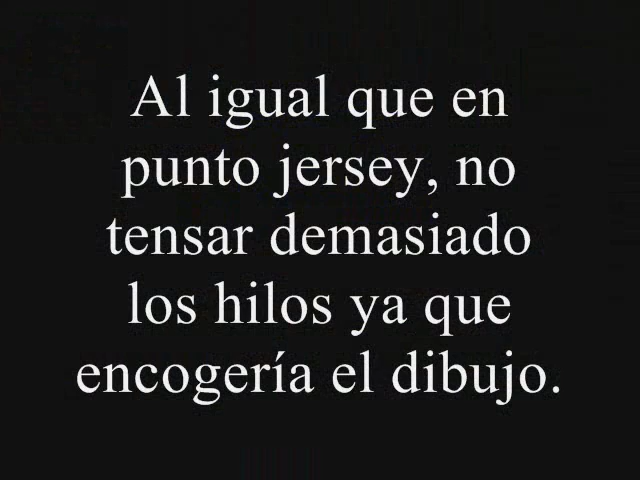 Al igual que en
punto jersey, no
tensar demasiado
los hilos ya que
encogería el dibujo.